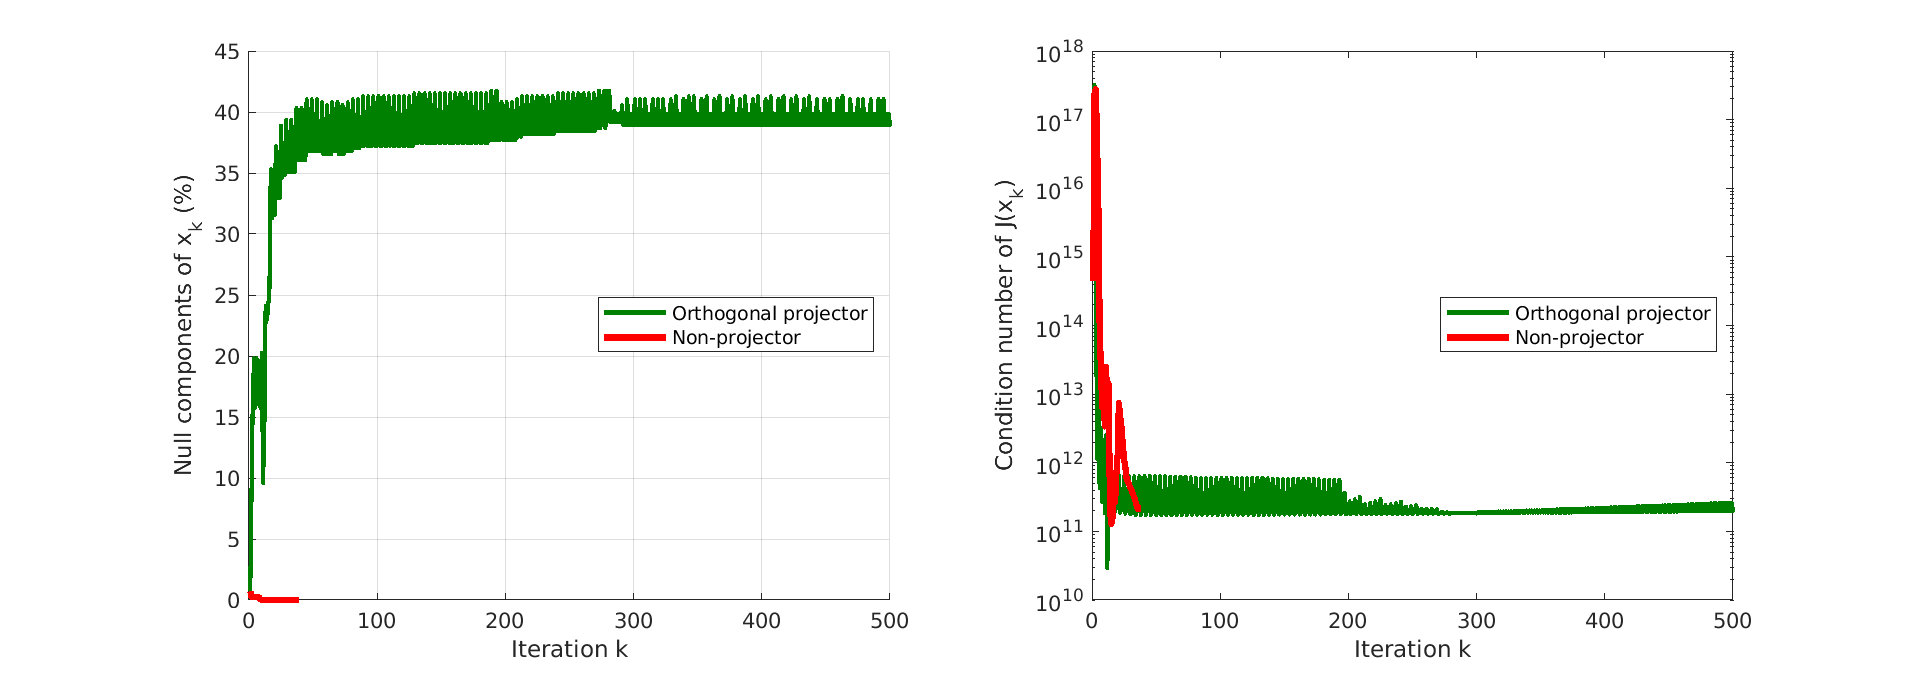 45
40
35
30
25
20
15
10
5
0
Null components of x_k (%)
0 100 200 300 400 500
Iteration k
Orthogonal projector
Non-projector
10^18
10^17
10^16
10^15
10^14
10^13
10^12
10^11
10^10
Condition number of J(x_k)
0 100 200 300 400 500
Iteration k
Orthogonal projector
Non-projector